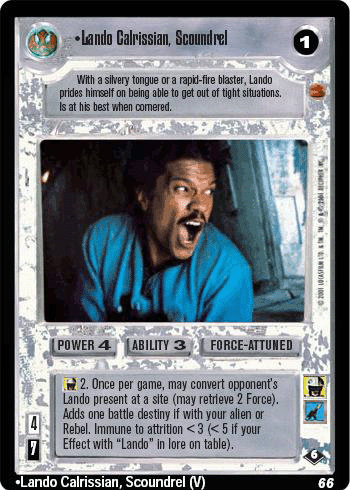 •Lando Calrissian, Scoundrel
1
With a silvery tongue or a rapid-fire blaster, Lando
prides himself on being able to get out of tight situations.
Is at his best when cornered.
POWER 4
ABILITY 3
FORCE-ATTUNED
2. Once per game, may convert opponent's
Lando present at a site (may retrieve 2 Force).
Adds one battle destiny if with your alien or
Rebel. Immune to attrition < 3 (< 5 if your
Effect with "Lando" in lore on table).
4
7
6
•Lando Calrissian, Scoundrel (V)
66